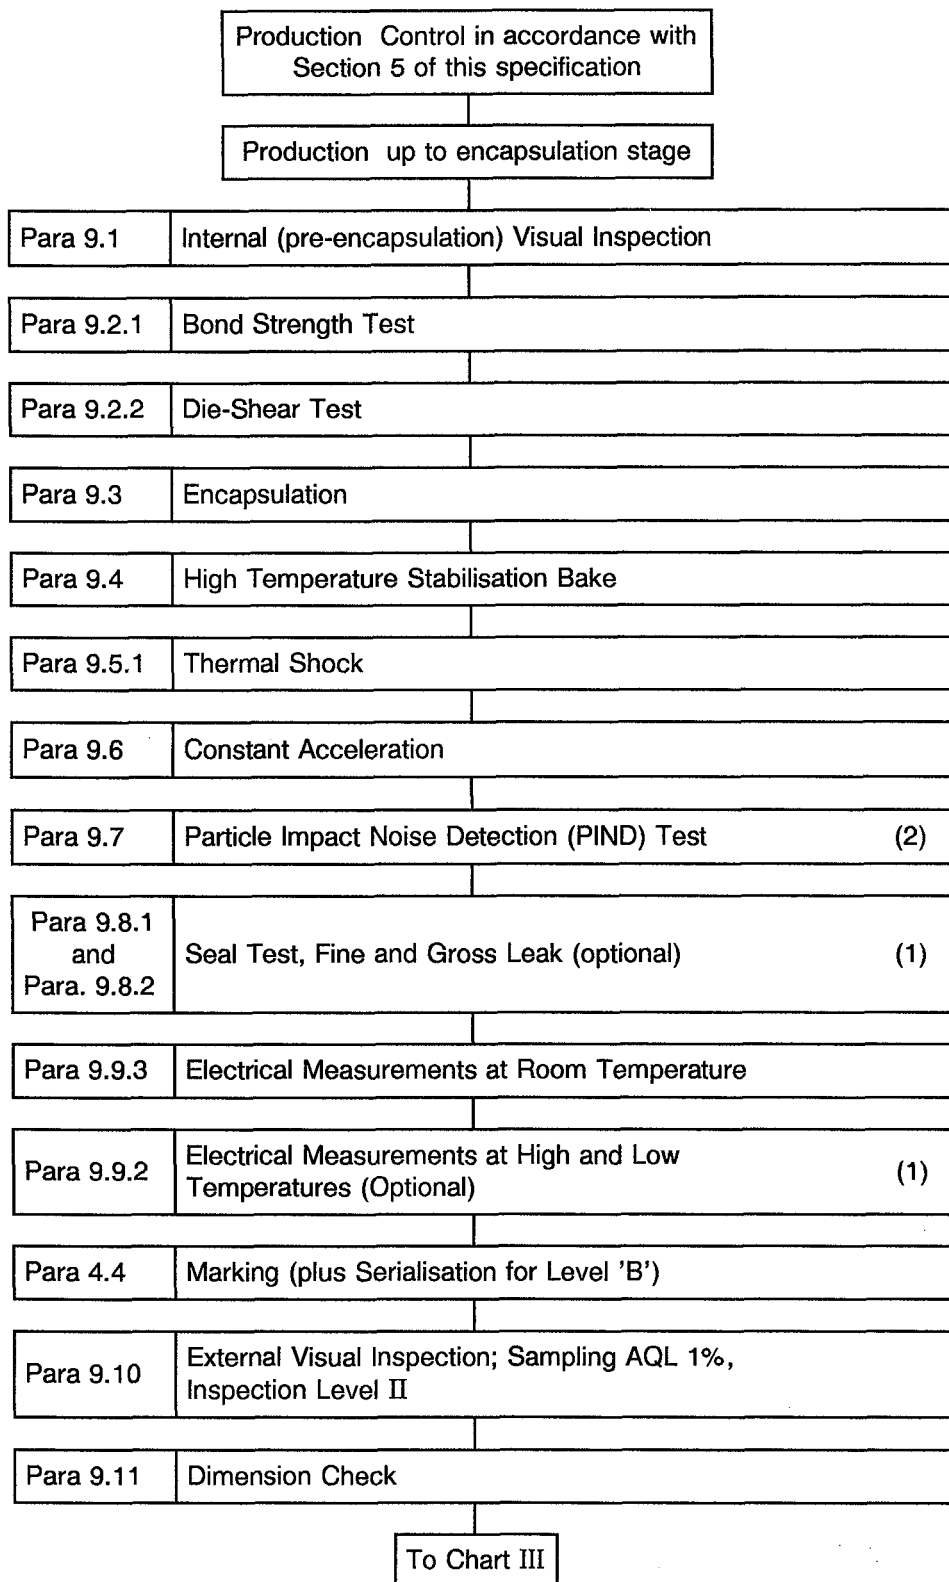 Production Control in accordance with
Section 5 of this specification
Production up to encapsulation stage
Para 9.1 Internal (pre-encapsulation) Visual Inspection
Para 9.2.1 Bond Strength Test
Para 9.2.2 Die-Shear Test
Para 9.3 Encapsulation
Para 9.4 High Temperature Stabilisation Bake
Para 9.5.1 Thermal Shock
Para 9.6 Constant Acceleration
Para 9.7 Particle Impact Noise Detection (PIND) Test (2)
Para 9.8.1
and
Para. 9.8.2
Seal Test, Fine and Gross Leak (optional) (1)
Para 9.9.3 Electrical Measurements at Room Temperature
Para 9.9.2
Electrical Measurements at High and Low
Temperatures (Optional)
(1)
Para 4.4 Marking (plus Serialisation for Level 'B')
Para 9.10
External Visual Inspection; Sampling AQL 1%,
Inspection Level II
Para 9.11 Dimension Check
To Chart III